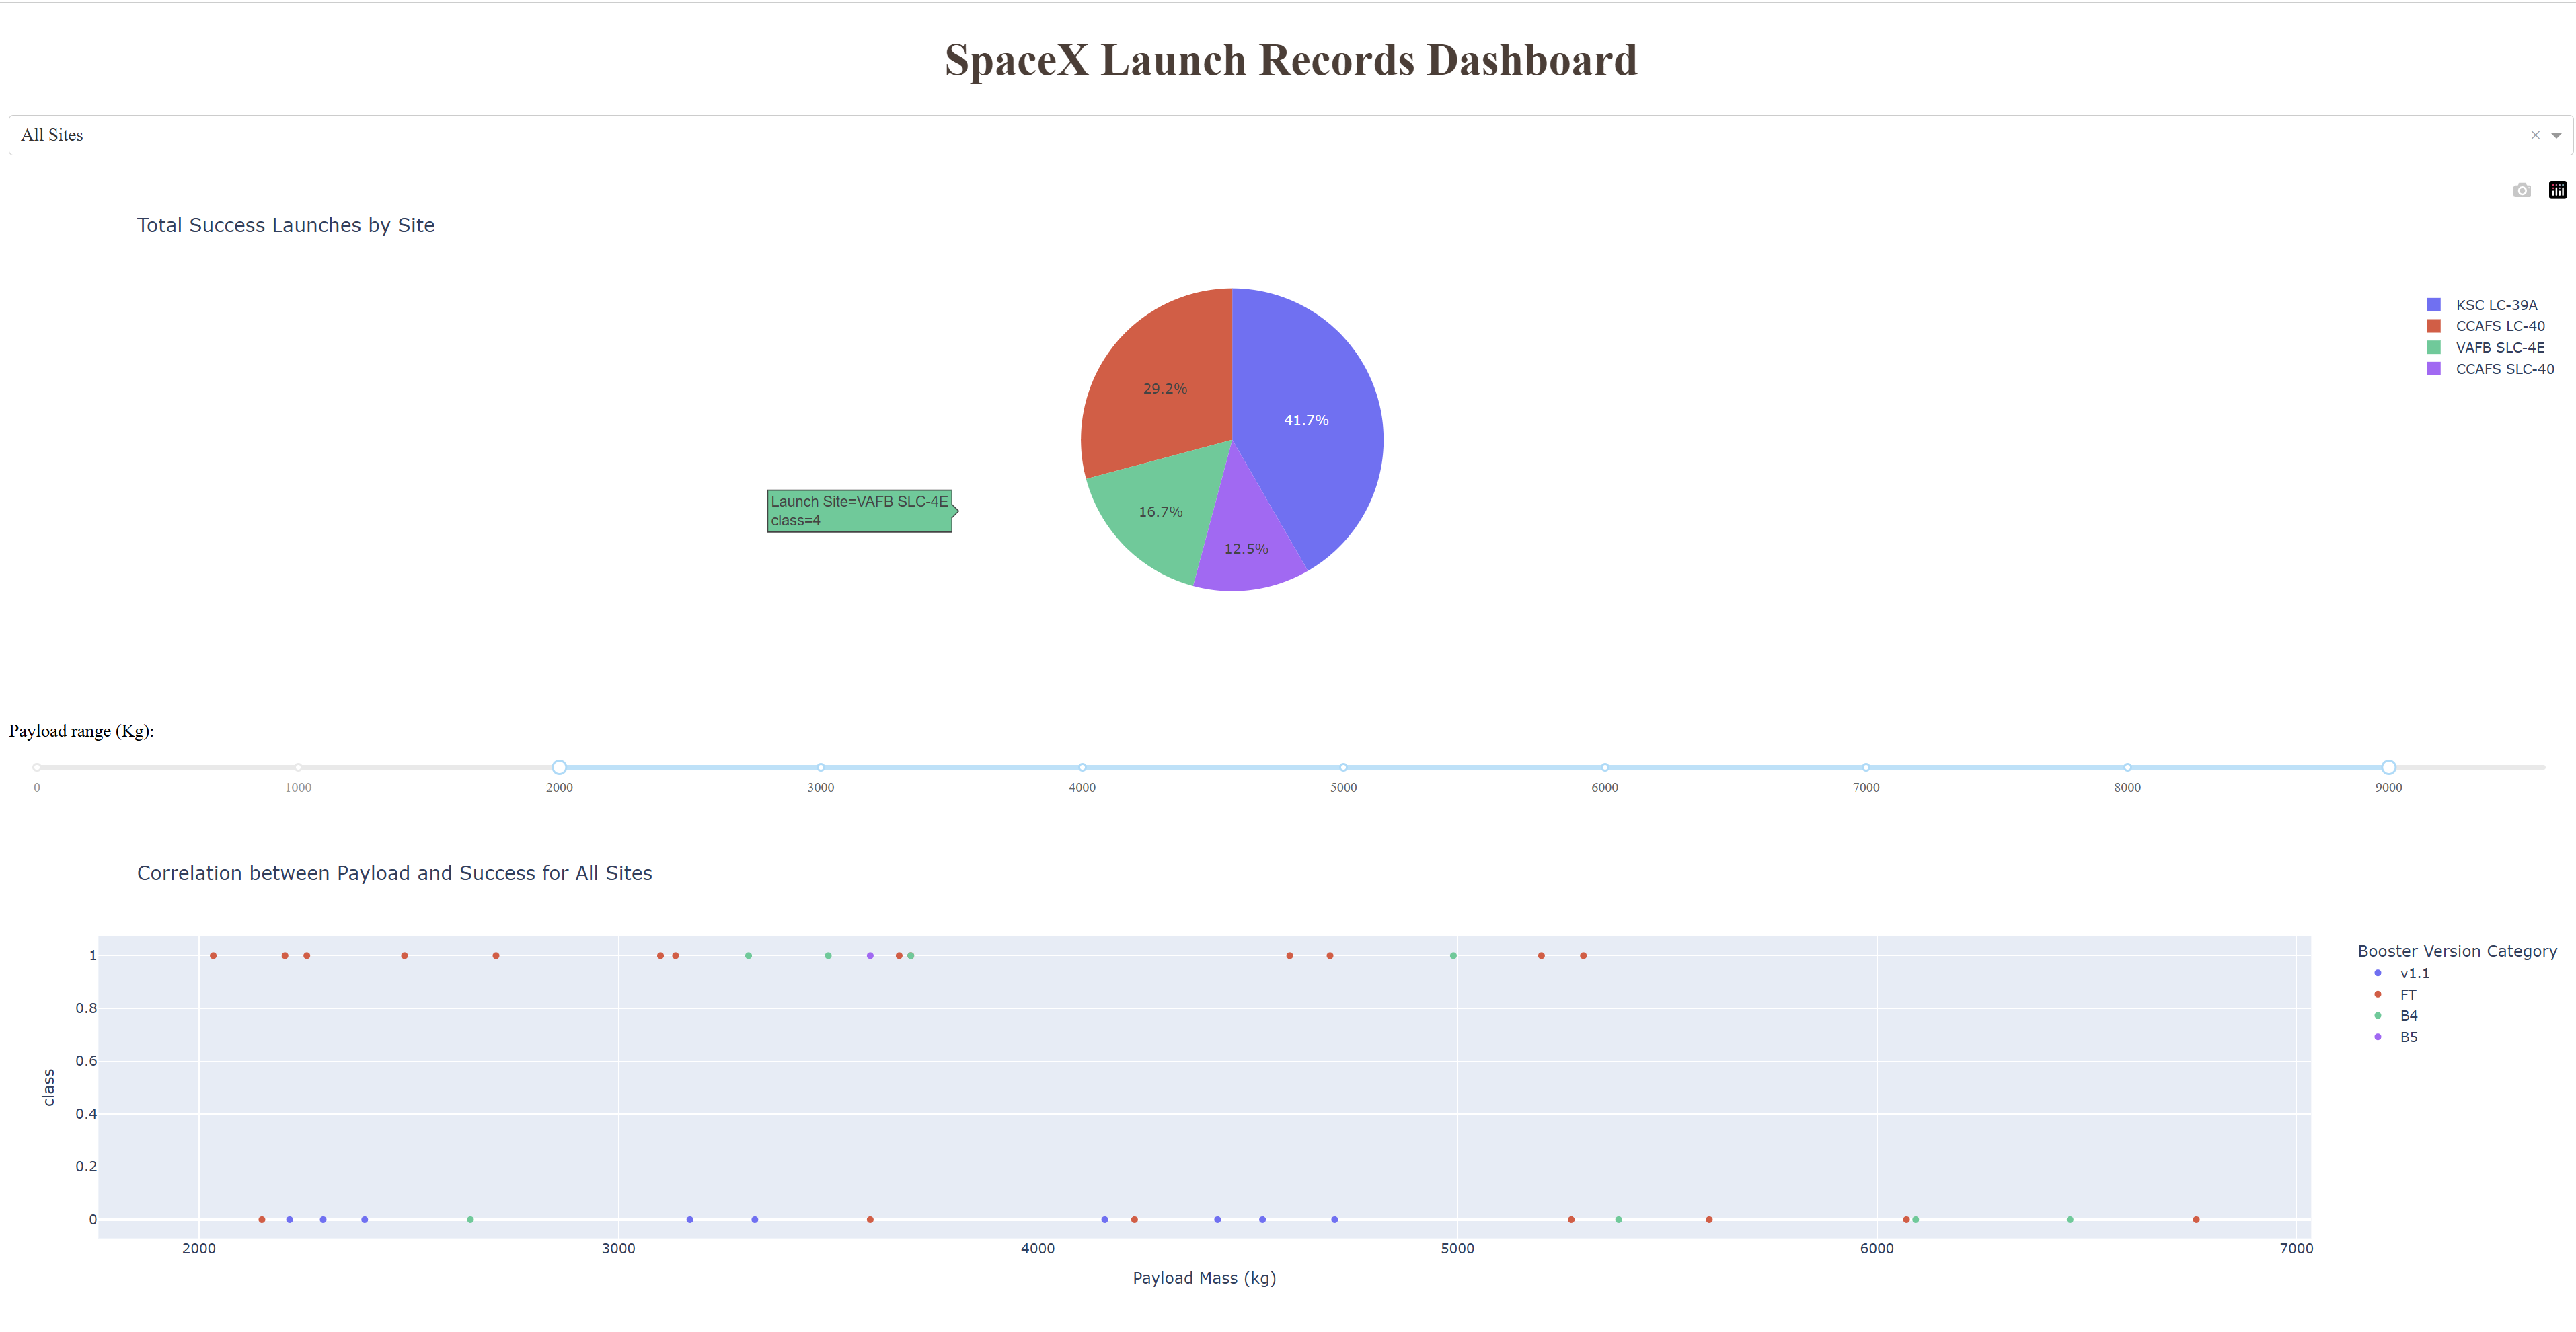 SpaceX Launch Records Dashboard
All Sites
Total Success Launches by Site
KSC LC-39A
CCAFS LC-40
VAFB SLC-4E
CCAFS SLC-40
29.2%
41.7%
16.7%
12.5%
Launch Site=VAFB SLC-4E
class=4
Payload range (Kg):
0 1000 2000 3000 4000 5000 6000 7000 8000 9000
Correlation between Payload and Success for All Sites
Booster Version Category
v1.1
FT
B4
B5
class
1
0.8
0.6
0.4
0.2
0
2000 3000 4000 5000 6000 7000
Payload Mass (kg)